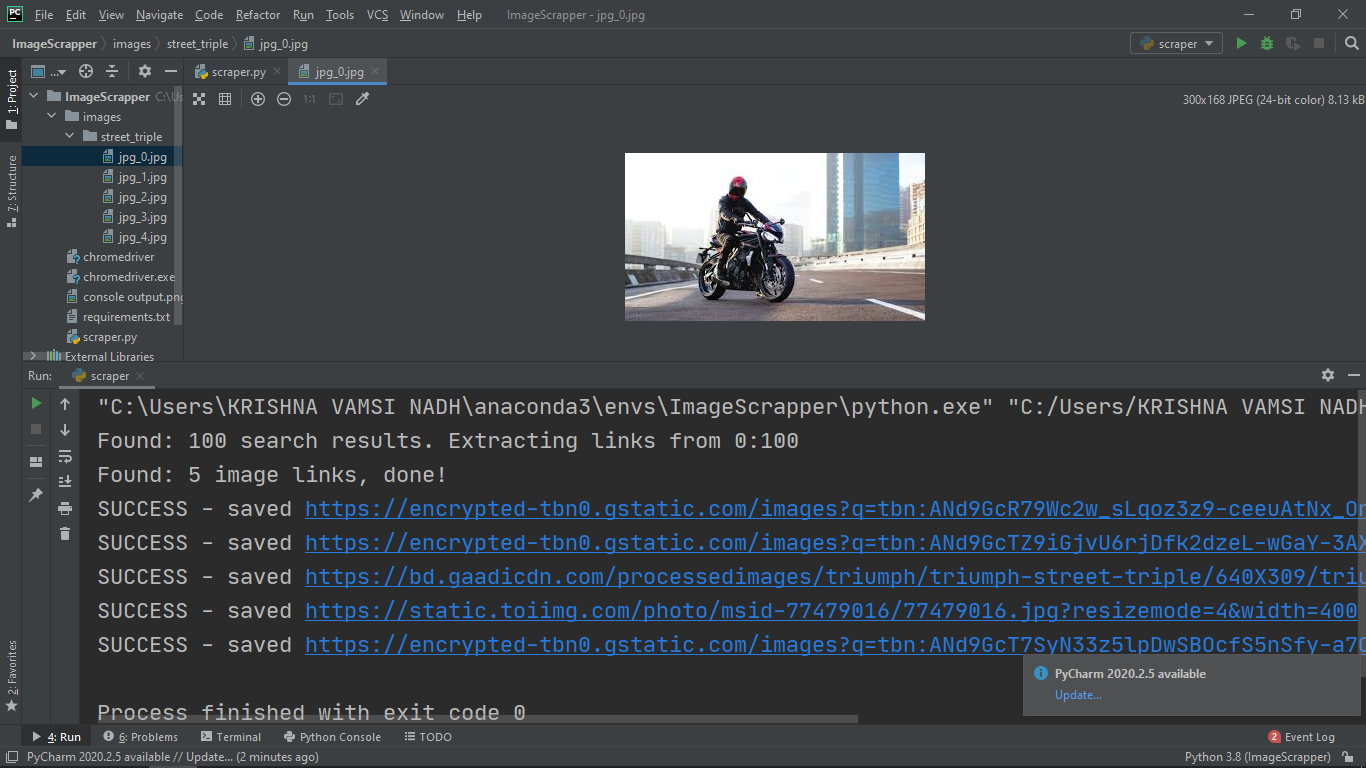 PC File Edit View Navigate Code Refactor Run Tools VCS Window Help ImageScrapper - jpg_0.jpg
ImageScrapper images street_triple jpg_0.jpg scraper
1: Project
7: Structure
2: Favorites
...
scraper.py jpg_0.jpg
1:1
300x168 JPEG (24-bit color) 8.13 kB
ImageScrapper C:\Us
images
street_triple
jpg_0.jpg
jpg_1.jpg
jpg_2.jpg
jpg_3.jpg
jpg_4.jpg
chromedriver
chromedriver.exe
console output.png
requirements.txt
scraper.py
External Libraries
Run: scraper
"C:\Users\KRISHNA VAMSI NADH\anaconda3\envs\ImageScrapper\python.exe" "C:/Users/KRISHNA VAMSI NADH
Found: 100 search results. Extracting links from 0:100
Found: 5 image links, done!
SUCCESS - saved https://encrypted-tbn0.gstatic.com/images?q=tbn:ANd9GcR79Wc2w_sLqoz3z9-ceeuAtNx_Or
SUCCESS - saved https://encrypted-tbn0.gstatic.com/images?q=tbn:ANd9GcTZ9iGjvU6rjDfk2dzeL-wGaY-3AX
SUCCESS - saved https://bd.gaadicdn.com/processedimages/triumph/triumph-street-triple/640X309/triu
SUCCESS - saved https://static.toiimg.com/photo/msid-77479016/77479016.jpg?resizemode=4&width=400
SUCCESS - saved https://encrypted-tbn0.gstatic.com/images?q=tbn:ANd9GcT7SyN33z5lpDwSBOcfS5nSfy-a7
Process finished with exit code 0
PyCharm 2020.2.5 available
Update...
4: Run 6: Problems Terminal Python Console TODO 2 Event Log
PyCharm 2020.2.5 available // Update... (2 minutes ago) Python 3.8 (ImageScrapper)